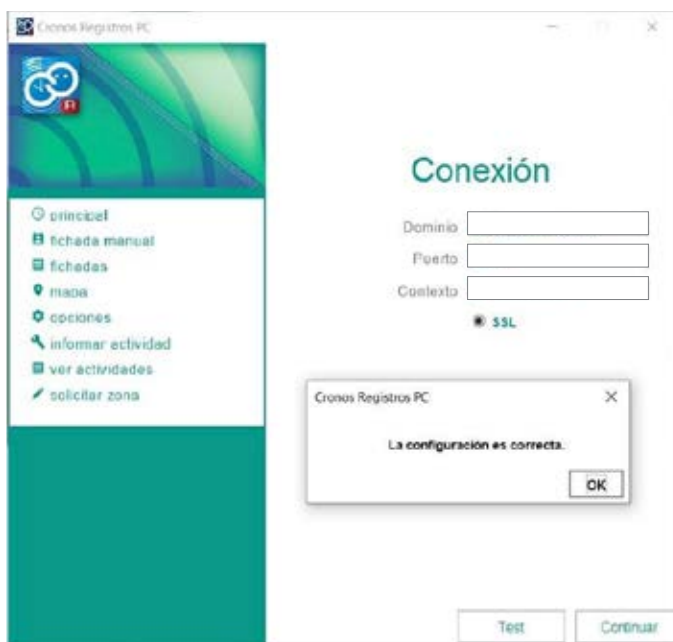 Cronos Registros PC
principal
fichada manual
fichadas
mapa
opciones
informar actividad
ver actividades
solicitar zona
Conexión
Dominio
Puerto
Contexto
SSL
Cronos Registros PC
La configuración es correcta.
OK
Test
Continuar